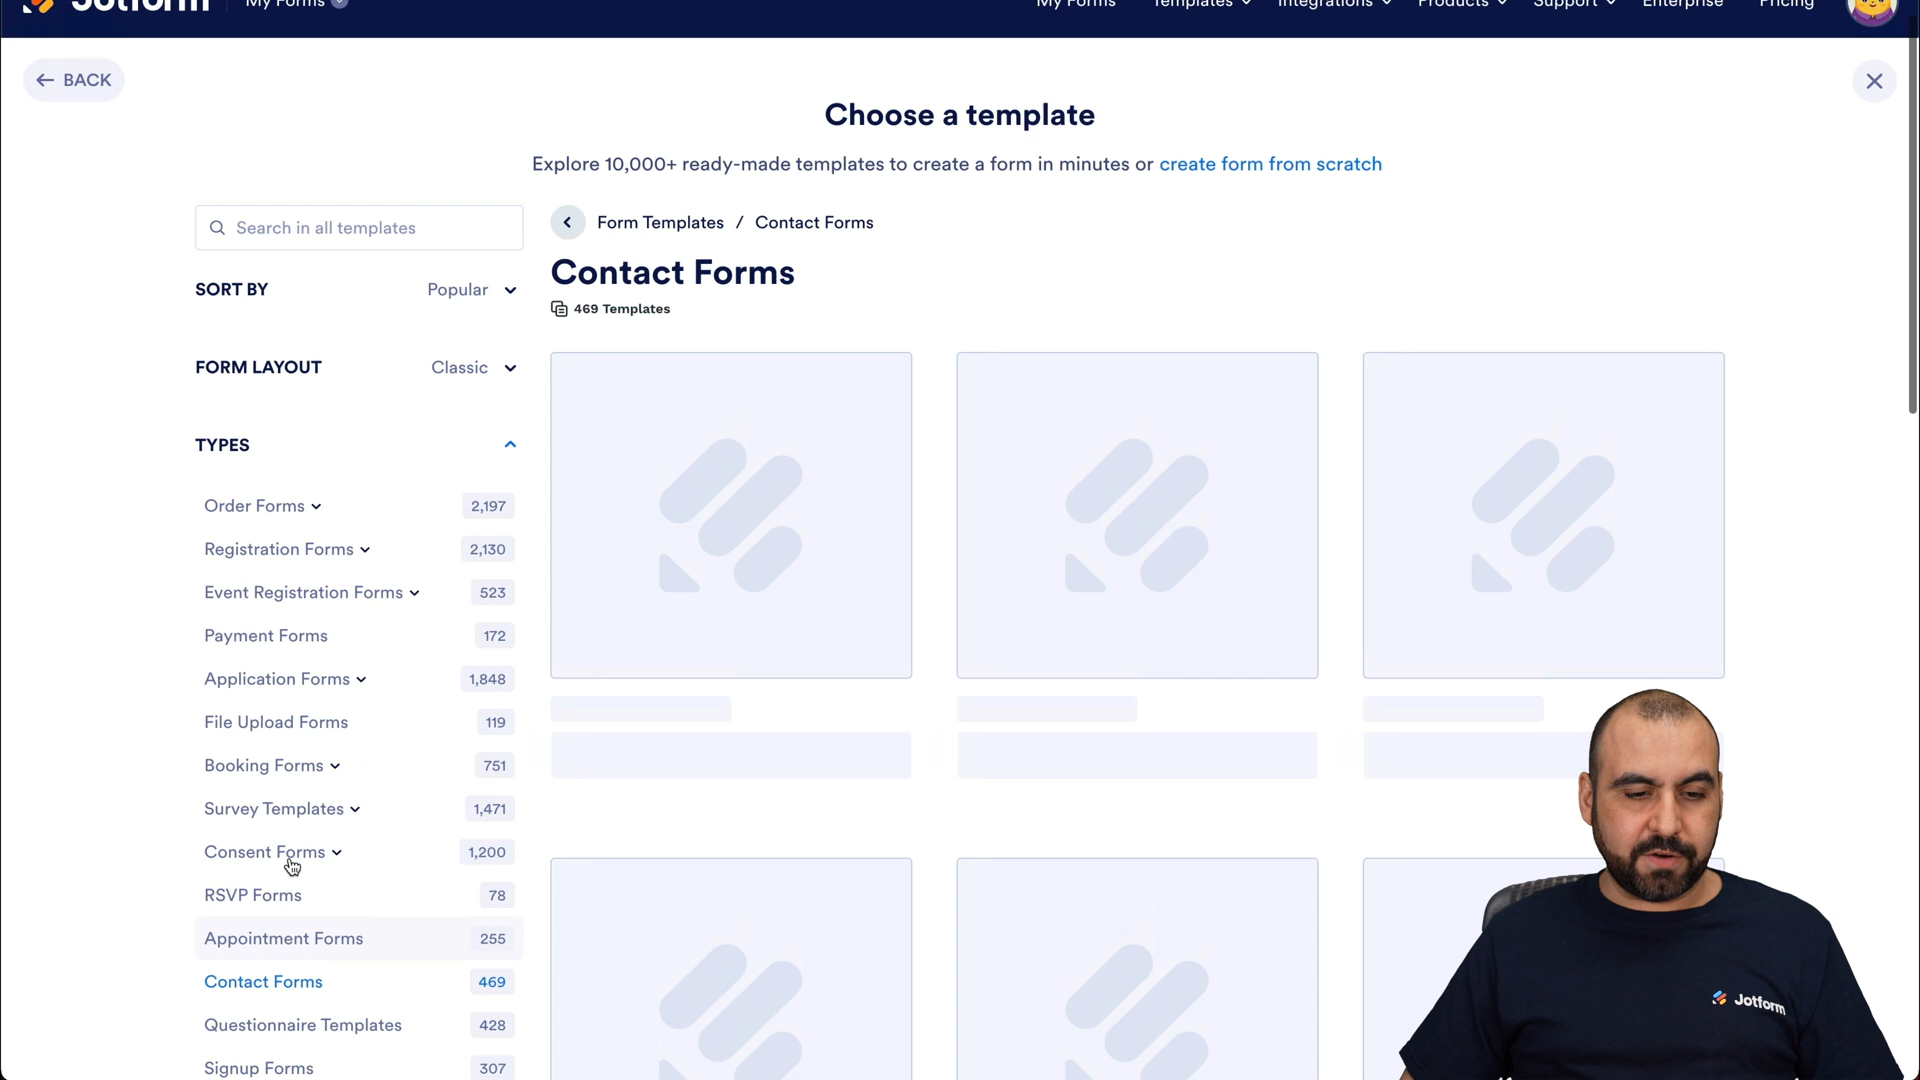 Jotform
My Forms
My Forms
Templates
Integrations
Products
Support
Enterprise
Pricing
BACK
Choose a template
Explore 10,000+ ready-made templates to create a form in minutes or create form from scratch
Search in all templates
Form Templates / Contact Forms
SORT BY Popular
Contact Forms
469 Templates
FORM LAYOUT Classic
TYPES
Order Forms 2,197
Registration Forms 2,130
Event Registration Forms 523
Payment Forms 172
Application Forms 1,848
File Upload Forms 119
Booking Forms 751
Survey Templates 1,471
Consent Forms 1,200
RSVP Forms 78
Appointment Forms 255
Contact Forms 469
Questionnaire Templates 428
Signup Forms 307
Jotform